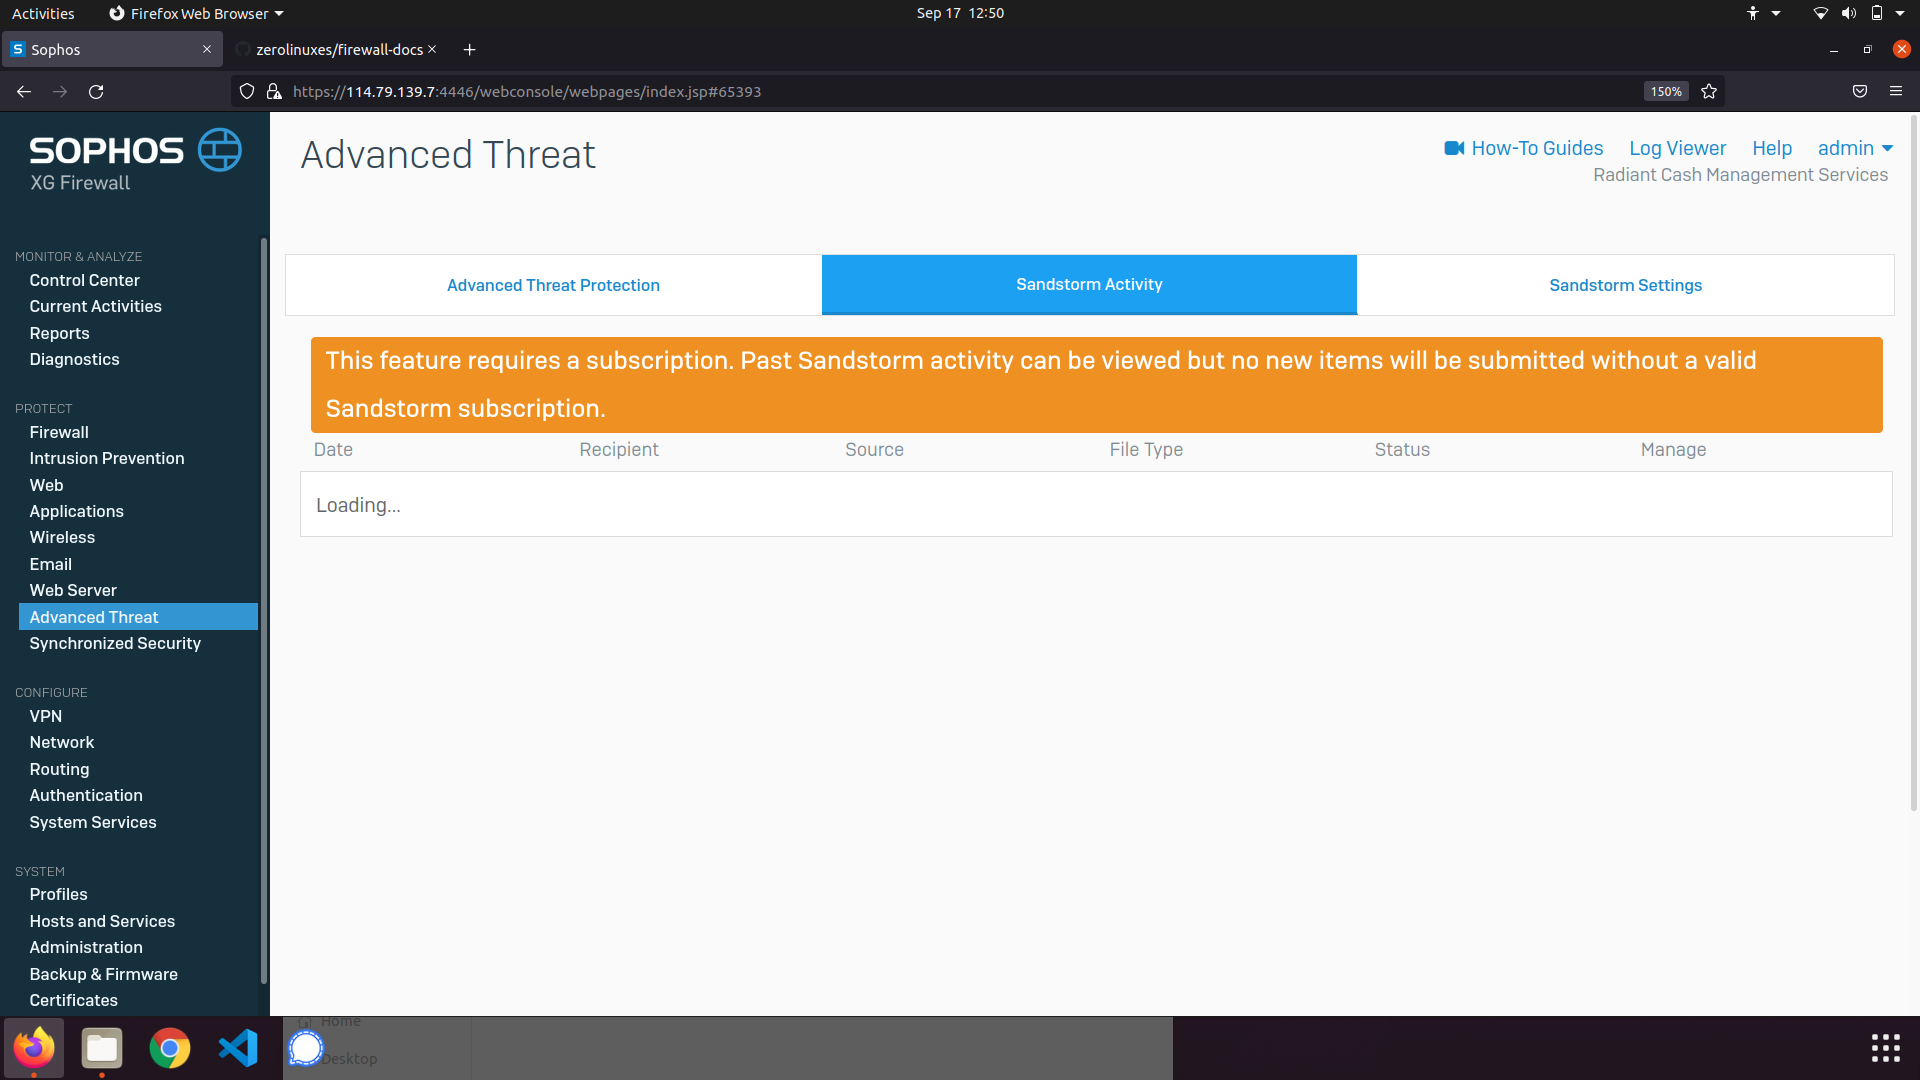 Activities
Firefox Web Browser
Sep 17 12:50
Sophos
zerolinuxes/firewall-docs
https://114.79.139.7:4446/webconsole/webpages/index.jsp#65393
150%
SOPHOS
XG Firewall
Advanced Threat
How-To Guides
Log Viewer
Help
admin
Radiant Cash Management Services
MONITOR & ANALYZE
Control Center
Current Activities
Reports
Diagnostics
PROTECT
Firewall
Intrusion Prevention
Web
Applications
Wireless
Email
Web Server
Advanced Threat
Synchronized Security
CONFIGURE
VPN
Network
Routing
Authentication
System Services
SYSTEM
Profiles
Hosts and Services
Administration
Backup & Firmware
Certificates
Advanced Threat Protection
Sandstorm Activity
Sandstorm Settings
This feature requires a subscription. Past Sandstorm activity can be viewed but no new items will be submitted without a valid
Sandstorm subscription.
Date
Recipient
Source
File Type
Status
Manage
Loading...
Home
Desktop